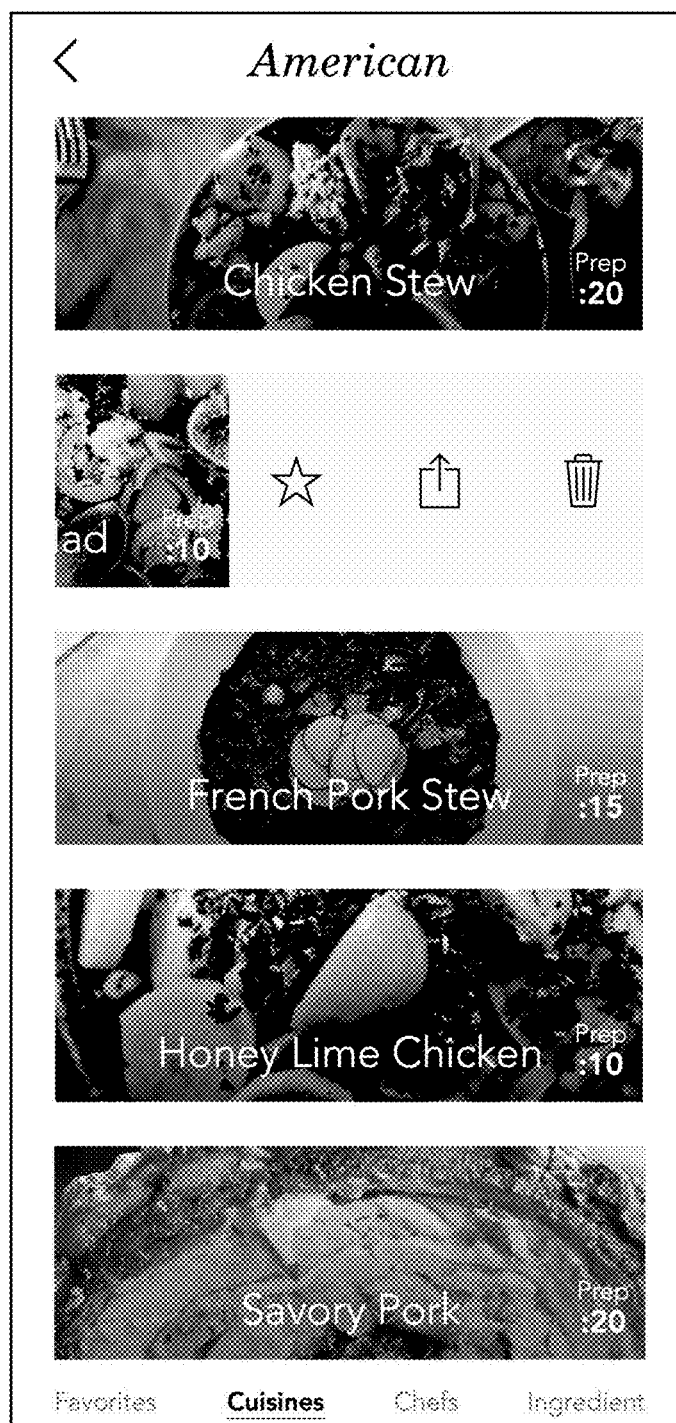 American
Chicken Stew
Prep
:20
lad
Prep
:10
French Pork Stew
Prep
:15
Honey Lime Chicken
Prep
:10
Savory Pork
Prep
:20
Favorites Cuisines Chefs Ingredient